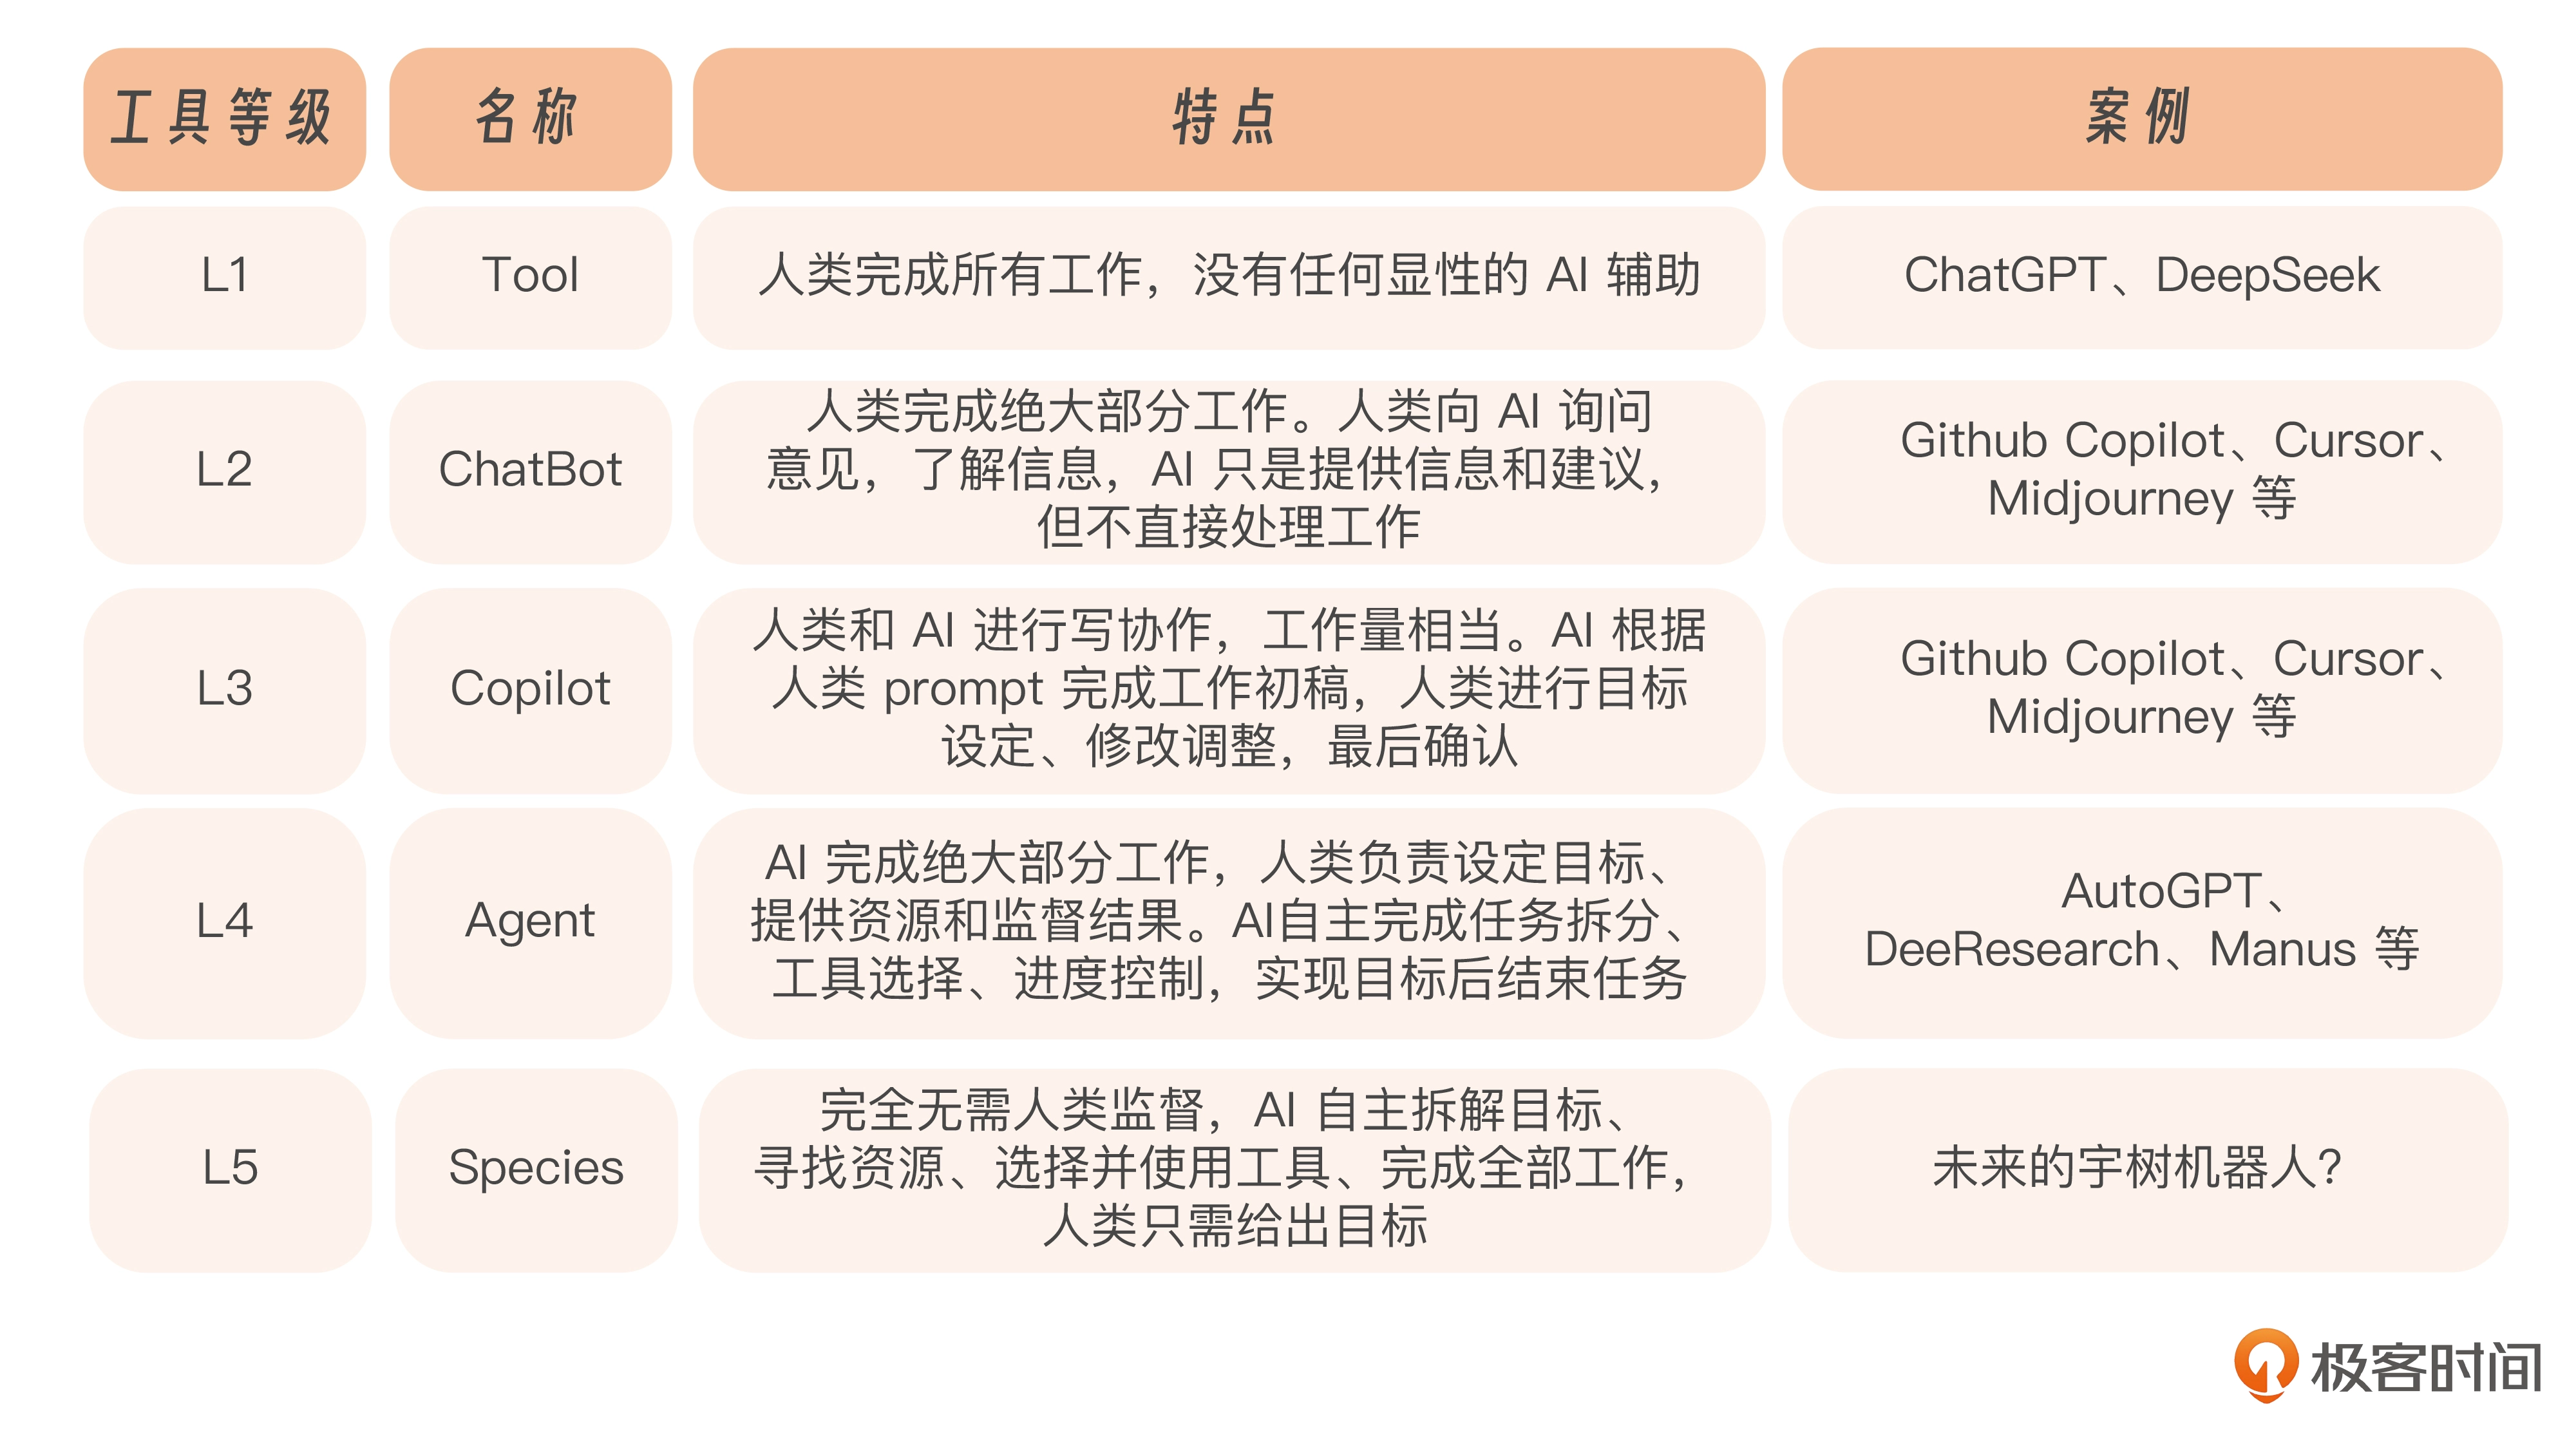 工具等级 名称 特点 案例
L1 Tool 人类完成所有工作，没有任何显性的 AI 辅助 ChatGPT、DeepSeek
L2 ChatBot
人类完成绝大部分工作。人类向 AI 询问
意见，了解信息，AI 只是提供信息和建议，
但不直接处理工作
Github Copilot、Cursor、
Midjourney 等
L3 Copilot
人类和 AI 进行写协作，工作量相当。AI 根据
人类 prompt 完成工作初稿，人类进行目标
设定、修改调整，最后确认
Github Copilot、Cursor、
Midjourney 等
L4 Agent
AI 完成绝大部分工作，人类负责设定目标、
提供资源和监督结果。AI自主完成任务拆分、
工具选择、进度控制，实现目标后结束任务
AutoGPT、
DeeResearch、Manus 等
L5 Species
完全无需人类监督，AI 自主拆解目标、
寻找资源、选择并使用工具、完成全部工作，
人类只需给出目标
未来的宇树机器人？
极客时间